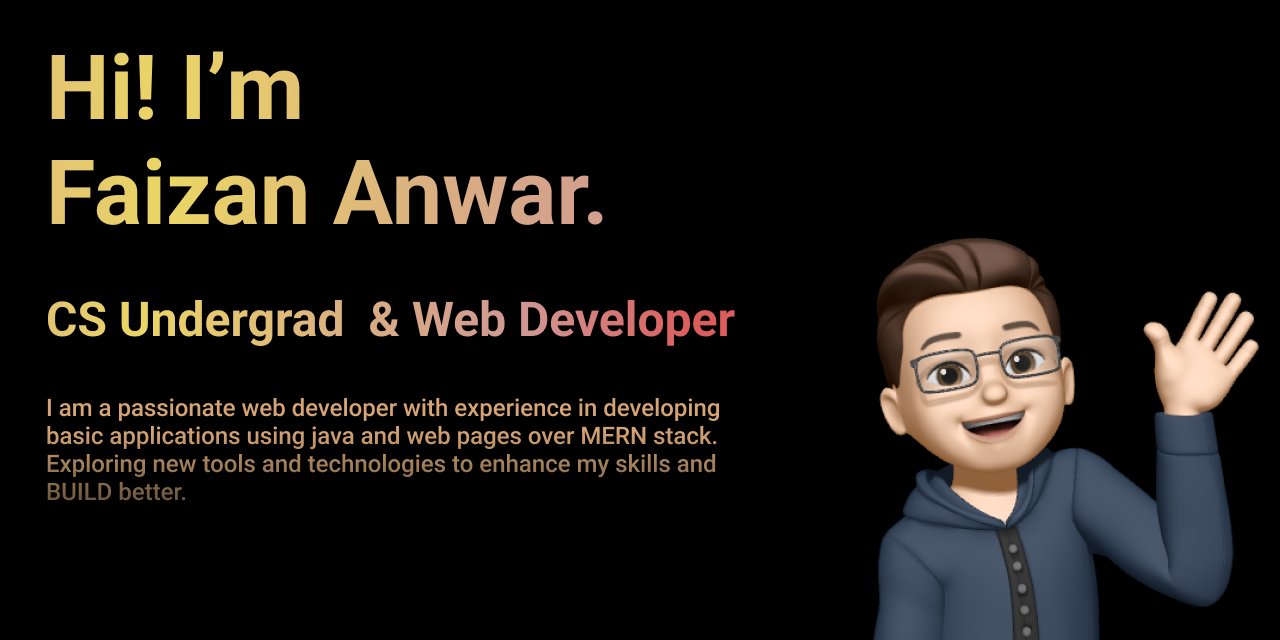 Hi! I’m
Faizan Anwar.
CS Undergrad & Web Developer
I am a passionate web developer with experience in developing
basic applications using java and web pages over MERN stack.
Exploring new tools and technologies to enhance my skills and
BUILD better.